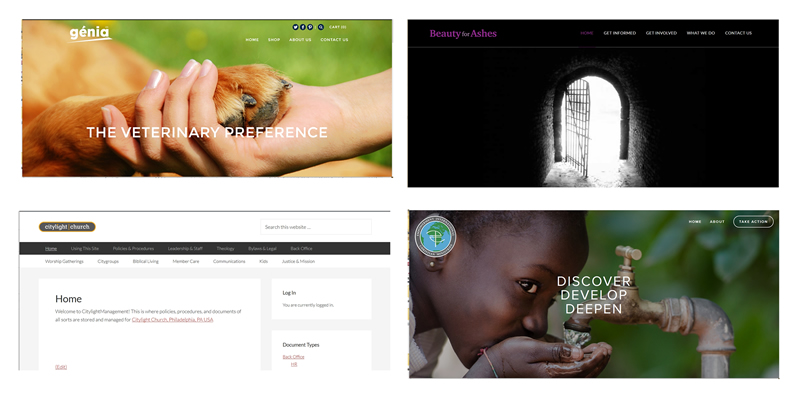 génia
CART (0)
HOME SHOP ABOUT US CONTACT US
THE VETERINARY PREFERENCE
Beauty for Ashes
HOME GET INFORMED GET INVOLVED WHAT WE DO CONTACT US
citylight church
Search this website ...
Home Using This Site Policies & Procedures Leadership & Staff Theology Bylaws & Legal Back Office
Worship Gatherings Citygroups Biblical Living Member Care Communications Kids Justice & Mission
Home
Welcome to CitylightManagement! This is where policies, procedures, and documents
of all sorts are stored and managed for Citylight Church, Philadelphia, PA USA.
(Edit)
Log In
You are currently logged in.
Document Types
Back Office
HR
HOME ABOUT TAKE ACTION
DISCOVER
DEVELOP
DEEPEN